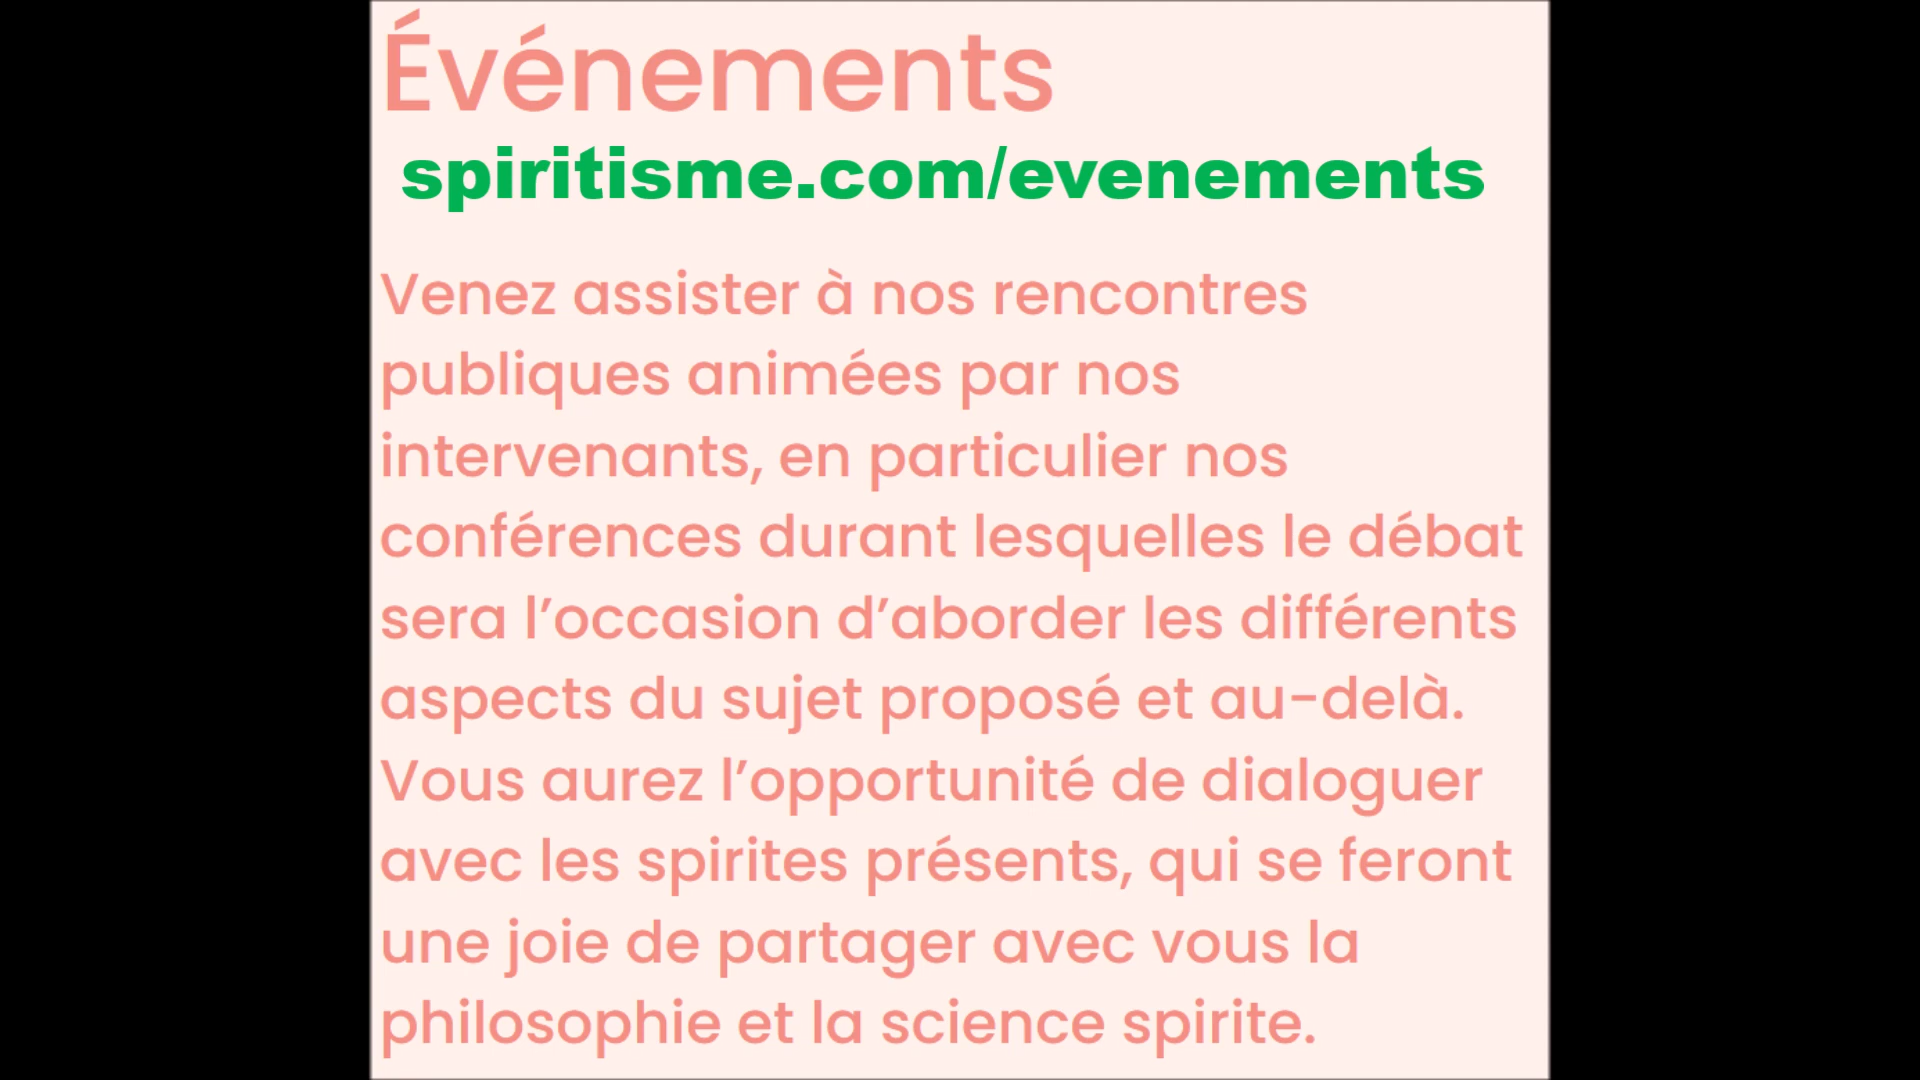 Événements
spiritisme.com/evenements
Venez assister à nos rencontres
publiques animées par nos
intervenants, en particulier nos
conférences durant lesquelles le débat
sera l’occasion d’aborder les différents
aspects du sujet proposé et au-delà.
Vous aurez l’opportunité de dialoguer
avec les spirites présents, qui se feront
une joie de partager avec vous la
philosophie et la science spirite.